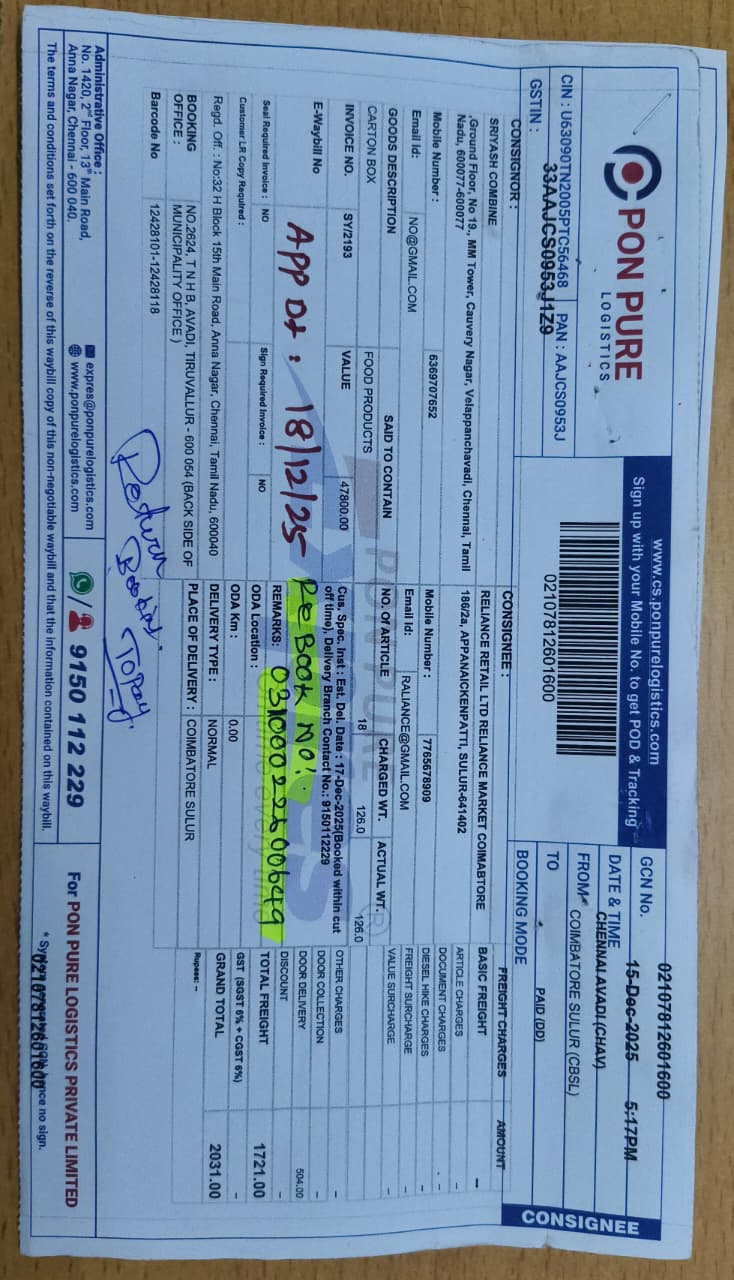 PON PURE
LOGISTICS
CIN : U63090TN2005PTC56468
PAN : AAJCS0953J
GSTIN :
33AAJCS0953J1Z9
www.cs.ponpurelogistics.com
Sign up with your Mobile No. to get POD & Tracking
02107812601600
GCN No.
02107812601600
DATE & TIME
15-Dec-2025 5:17PM
CHENNAI AVADI (CHAV)
FROM
COIMBATORE SULUR (CBSL)
TO
BOOKING MODE
PAID (DD)
CONSIGNEE
CONSIGNOR :
SRIYASH COMBINE
,Ground Floor, No 19., MM Tower, Cauvery Nagar, Velappanchavadi, Chennai, Tamil
Nadu, 600077-600077
Mobile Number :
6369707652
Email Id:
NO@GMAIL.COM
CONSIGNEE :
RELIANCE RETAIL LTD RELIANCE MARKET COIMABTORE
186/2a, APPANAICKENPATTI, SULUR-641402
Mobile Number :
7765678909
Email Id:
RALIANCE@GMAIL.COM
GOODS DESCRIPTION
SAID TO CONTAIN
NO. Of ARTICLE
CHARGED WT.
ACTUAL WT.
CARTON BOX
FOOD PRODUCTS
18
126.0
126.0
INVOICE NO.
SY/2193
VALUE
47800.00
E-Waybill No
Cus. Spec. Inst : Est. Del. Date : 17-Dec-2025(Booked within cut
off time), Delivery Branch Contact No.: 9150112229
App Dt : 18/12/25
Re Book No:
REMARKS:
Seal Required Invoice :
NO
Sign Required Invoice :
NO
ODA Location :
Customer LR Copy Required :
ODA Km :
0.00
Regd. Off. : No:32 H Block 15th Main Road, Anna Nagar, Chennai, Tamil Nadu, 600040
DELIVERY TYPE :
NORMAL
BOOKING
OFFICE :
NO.2624, T N H B, AVADI, TIRUVALLUR - 600 054 (BACK SIDE OF
MUNICIPALITY OFFICE )
PLACE OF DELIVERY :
COIMBATORE SULUR
Barcode No
12428101-12428118
Return
Booking
FREIGHT CHARGES
AMOUNT
BASIC FREIGHT
--
ARTICLE CHARGES
--
DOCUMENT CHARGES
--
DIESEL HIKE CHARGES
--
FREIGHT SURCHARGE
--
VALUE SURCHARGE
--
OTHER CHARGES
--
DOOR COLLECTION
--
DOOR DELIVERY
504.00
DISCOUNT
--
TOTAL FREIGHT
1721.00
GST (SGST 6% + CGST 6%)
--
GRAND TOTAL
2031.00
Rupees: --
Administrative Office :
No. 1420, 2nd Floor, 13th Main Road,
Anna Nagar, Chennai - 600 040.
expres@ponpurelogistics.com
www.ponpurelogistics.com
9150 112 229
For PON PURE LOGISTICS PRIVATE LIMITED
The terms and conditions set forth on the reverse of this waybill copy of this non-negotiable waybill and that the information contained on this waybill.
02107812601600